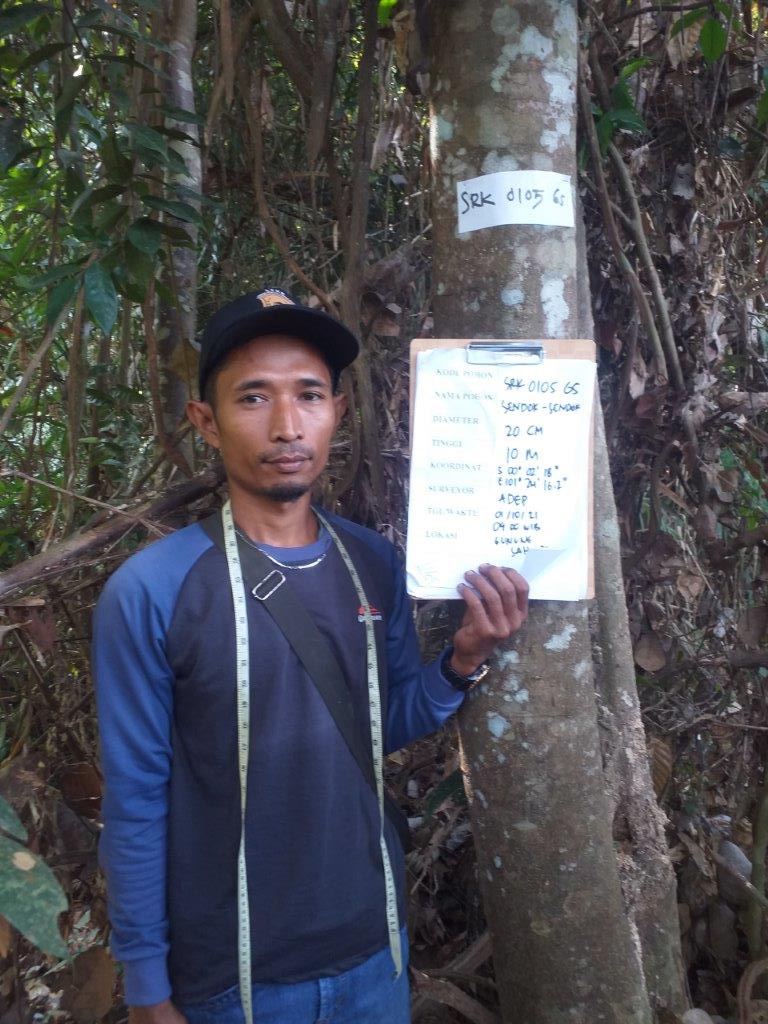 SRK 0105 GS
KODE POHON SRK 0105 GS
NAMA POHON SENDOK-SENDOK
DIAMETER 20 CM
TINGGI 10 M
KOORDINAT S 00° 02' 18"
E 101° 24' 16.2"
SURVEYOR ADEP
TGL/WAKTU 01/10/21
09.00 WIB
LOKASI GUNUNG